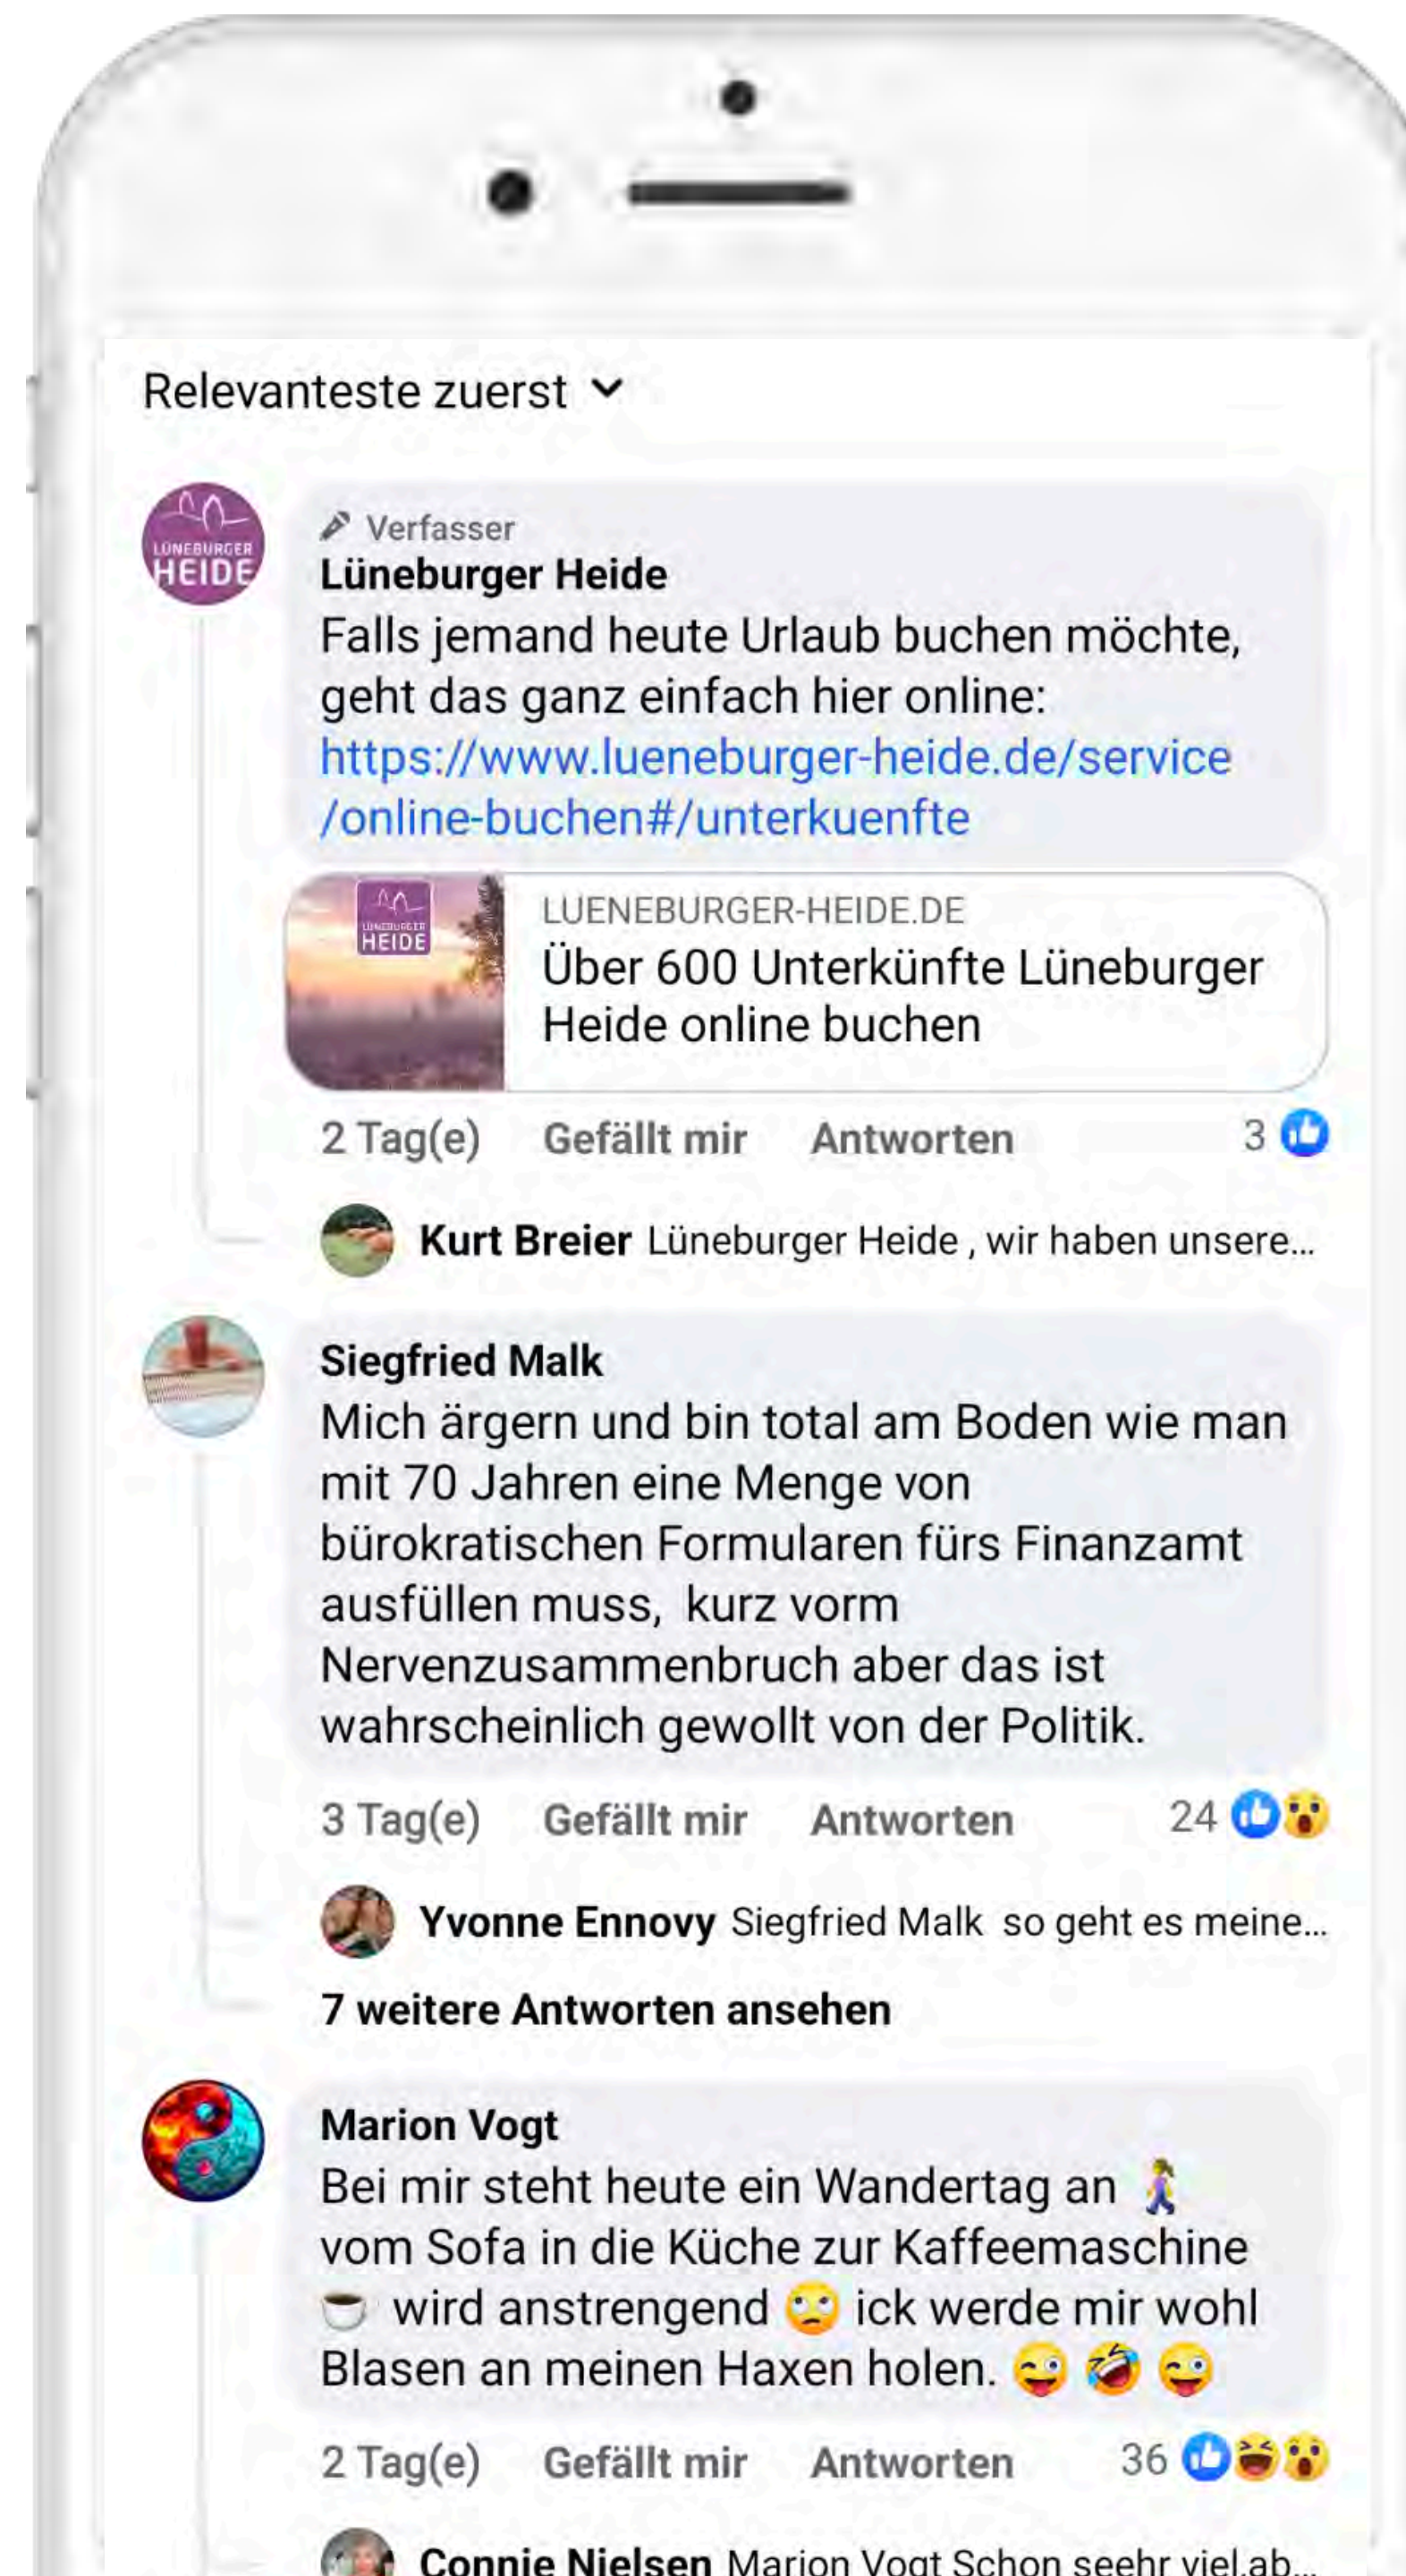 Relevanteste zuerst
LÜNEBURGER
HEIDE
Verfasser
Lüneburger Heide
Falls jemand heute Urlaub buchen möchte,
geht das ganz einfach hier online:
https://www.lueneburger-heide.de/service
/online-buchen#/unterkuenfte
LÜNEBURGER
HEIDE
LUENEBURGER-HEIDE.DE
Über 600 Unterkünfte Lüneburger
Heide online buchen
2 Tag(e) Gefällt mir Antworten 3
Kurt Breier Lüneburger Heide , wir haben unsere...
Siegfried Malk
Mich ärgern und bin total am Boden wie man
mit 70 Jahren eine Menge von
bürokratischen Formularen fürs Finanzamt
ausfüllen muss, kurz vorm
Nervenzusammenbruch aber das ist
wahrscheinlich gewollt von der Politik.
3 Tag(e) Gefällt mir Antworten 24
Yvonne Ennovy Siegfried Malk so geht es meine...
7 weitere Antworten ansehen
Marion Vogt
Bei mir steht heute ein Wandertag an 🚶‍♀️
vom Sofa in die Küche zur Kaffeemaschine
☕ wird anstrengend 🙄 ick werde mir wohl
Blasen an meinen Haxen holen. 😜 🤣 😜
2 Tag(e) Gefällt mir Antworten 36
Connie Nielsen Marion Vogt Schon seehr viel,ab...